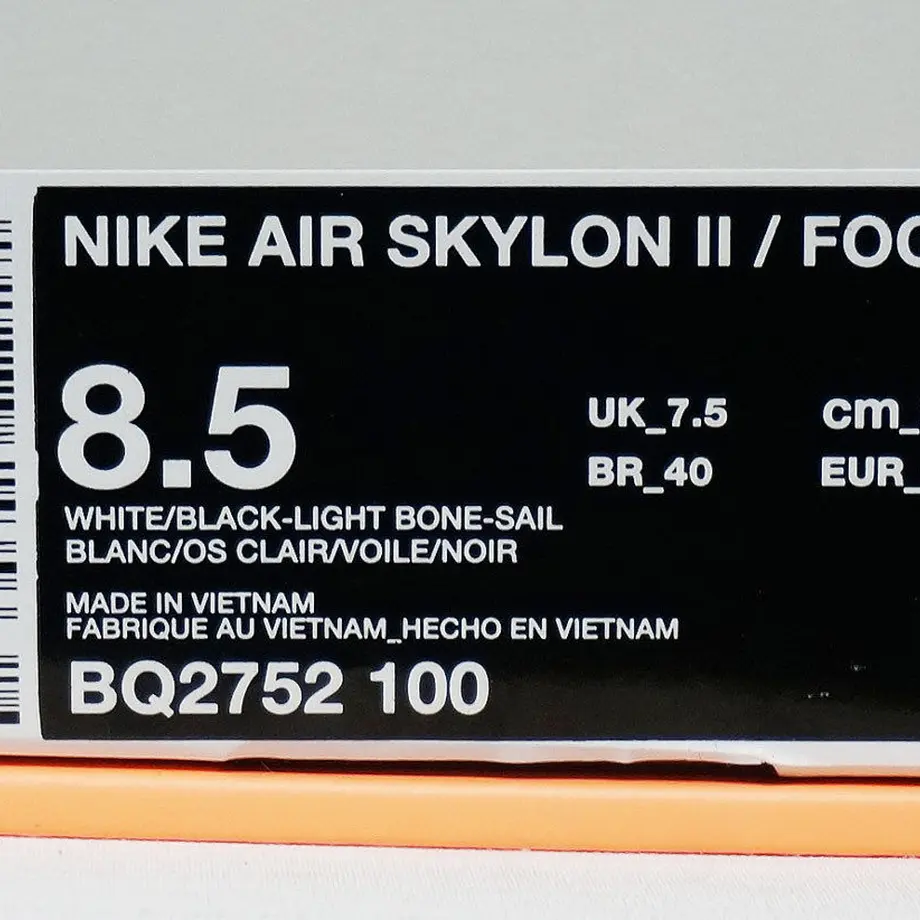 NIKE AIR SKYLON II / FOC
8.5
UK_7.5 cm_
BR_40 EUR_
WHITE/BLACK-LIGHT BONE-SAIL
BLANC/OS CLAIR/VOILE/NOIR
MADE IN VIETNAM
FABRIQUE AU VIETNAM_HECHO EN VIETNAM
BQ2752 100